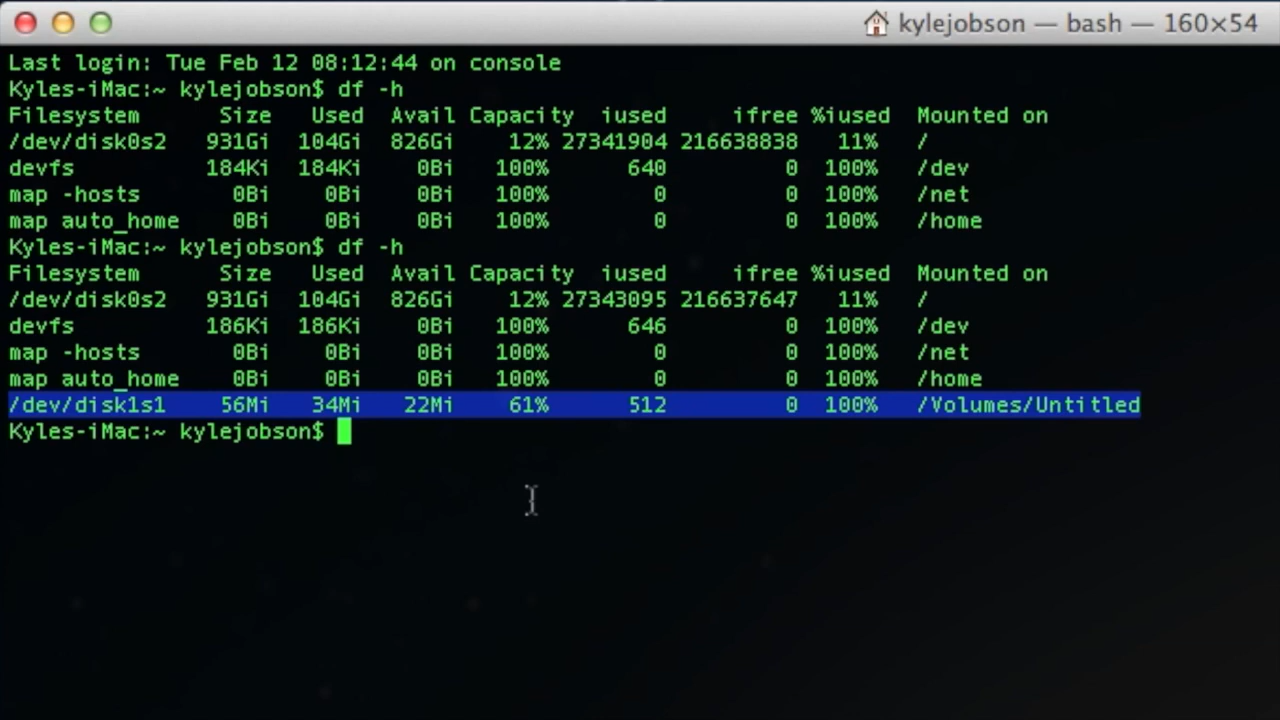 kylejobson — bash — 160×54
Last login: Tue Feb 12 08:12:44 on console
Kyles-iMac:~ kylejobson$ df -h
Filesystem      Size   Used  Avail Capacity  iused     ifree %iused  Mounted on
/dev/disk0s2   931Gi  104Gi  826Gi    12% 27341904 216638838   11%   /
devfs          184Ki  184Ki    0Bi   100%      640         0  100%   /dev
map -hosts       0Bi    0Bi    0Bi   100%        0         0  100%   /net
map auto_home    0Bi    0Bi    0Bi   100%        0         0  100%   /home
Kyles-iMac:~ kylejobson$ df -h
Filesystem      Size   Used  Avail Capacity  iused     ifree %iused  Mounted on
/dev/disk0s2   931Gi  104Gi  826Gi    12% 27343095 216637647   11%   /
devfs          186Ki  186Ki    0Bi   100%      646         0  100%   /dev
map -hosts       0Bi    0Bi    0Bi   100%        0         0  100%   /net
map auto_home    0Bi    0Bi    0Bi   100%        0         0  100%   /home
/dev/disk1s1    56Mi   34Mi   22Mi    61%      512         0  100%   /Volumes/Untitled
Kyles-iMac:~ kylejobson$